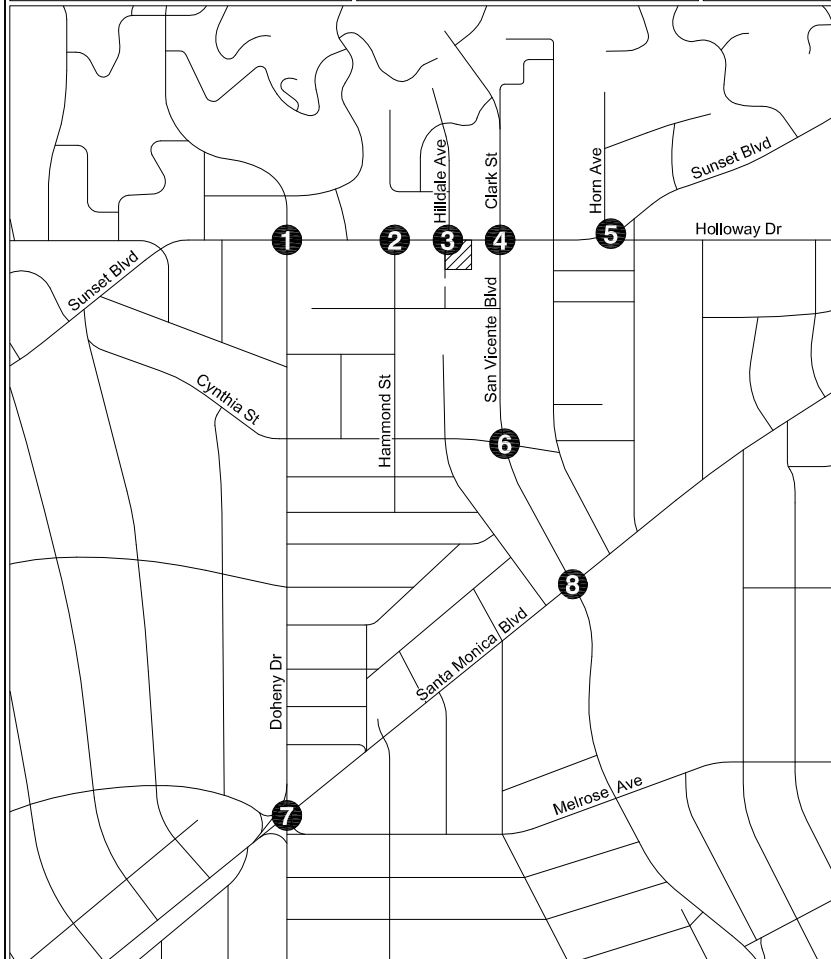 Hilldale Ave
Clark St
Horn Ave
Sunset Blvd
Holloway Dr
1
2
3
4
5
Sunset Blvd
San Vicente Blvd
Cynthia St
Hammond St
6
8
Santa Monica Blvd
Doheny Dr
Melrose Ave
7